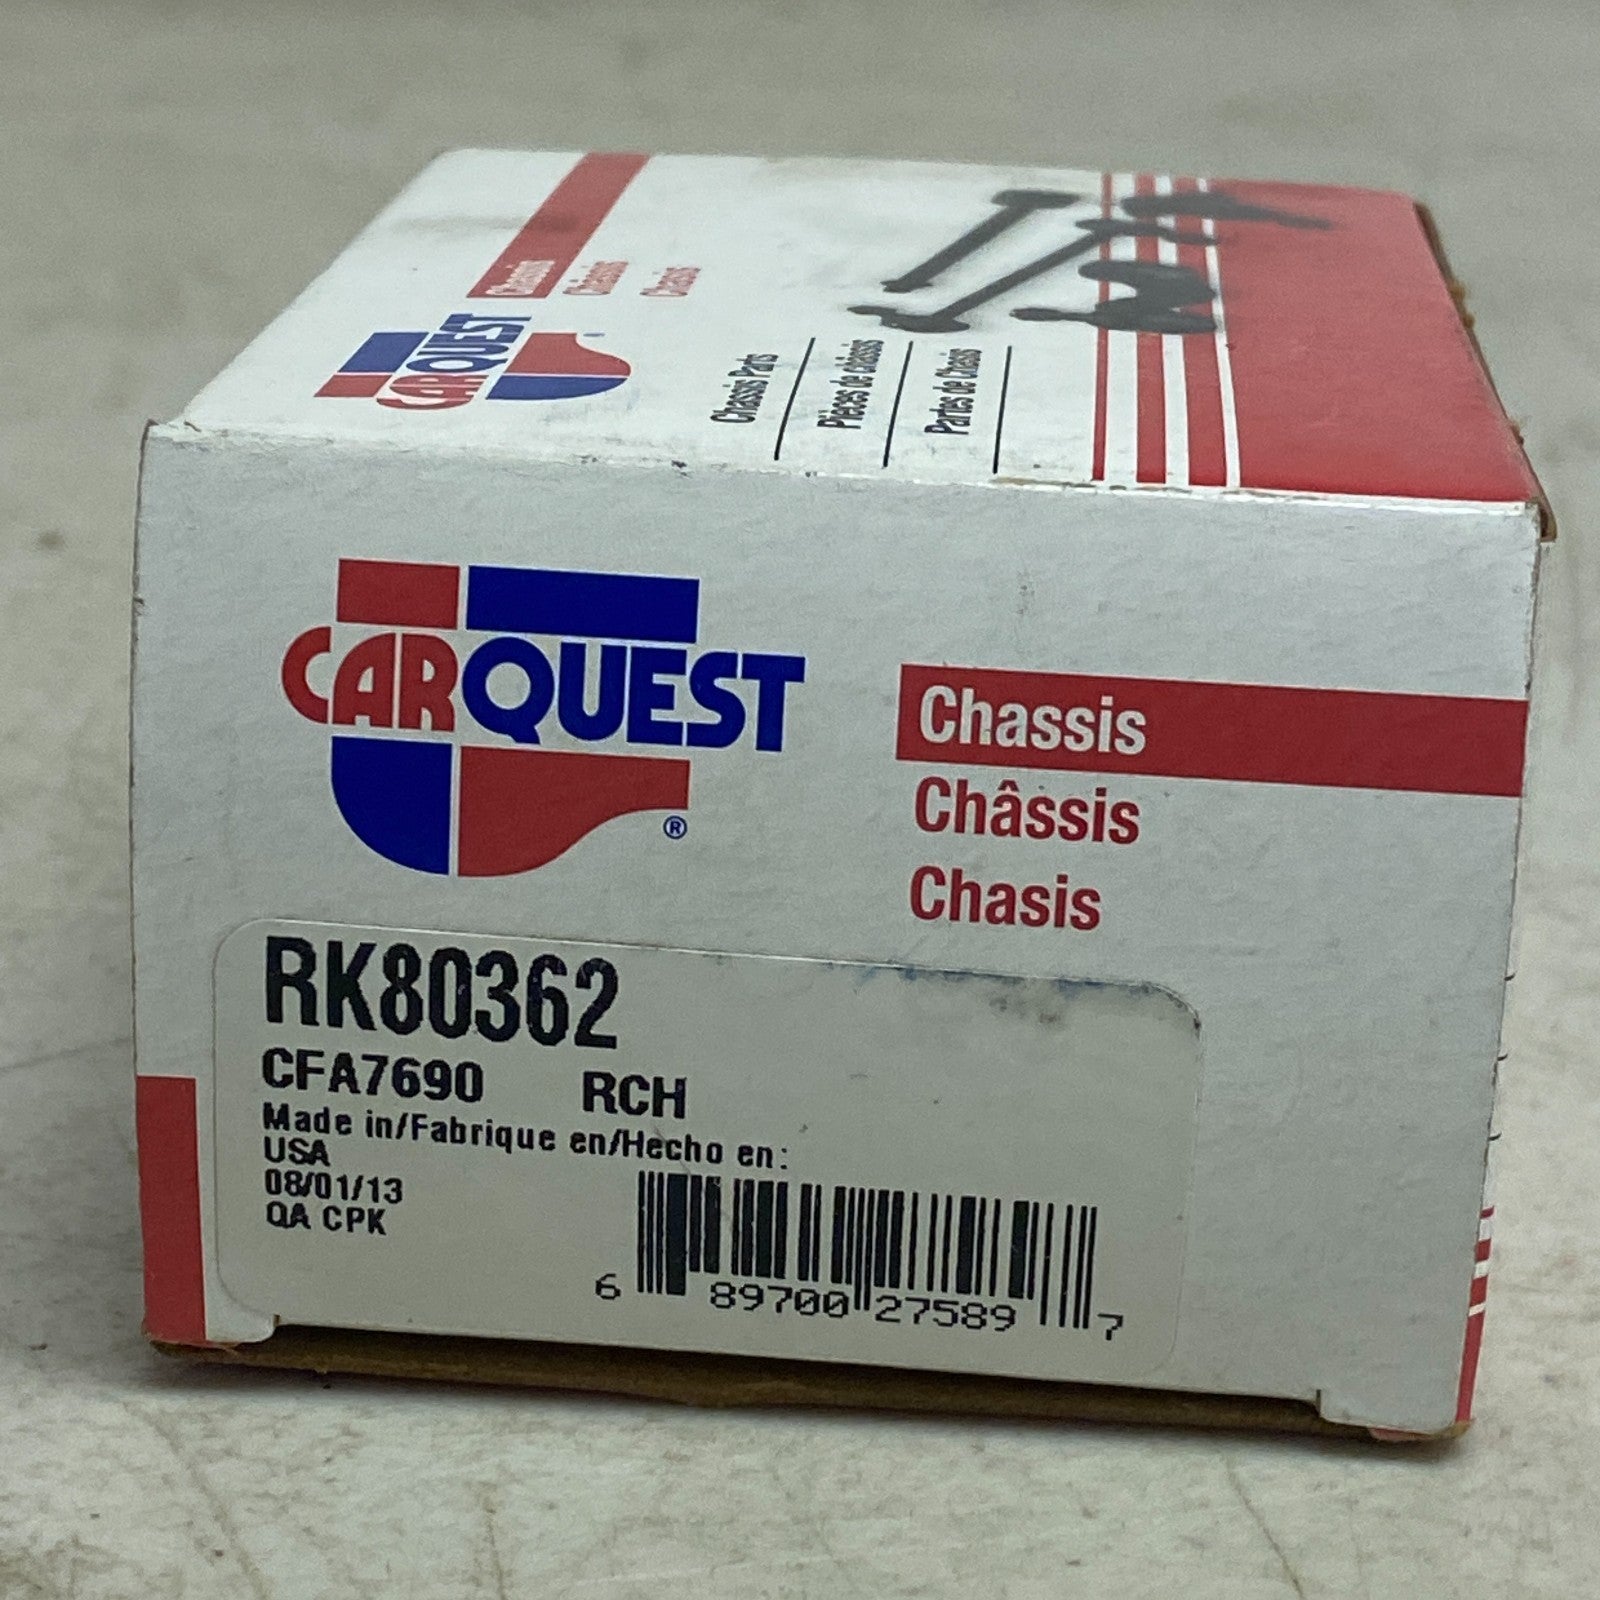 Chassis
Châssis
Chasis
CARQUEST
Chassis Parts
Pièces de châssis
Partes de Chasis
CARQUEST
®
Chassis
Châssis
Chasis
RK80362
CFA7690 RCH
Made in/Fabrique en/Hecho en:
USA
08/01/13
QA CPK
6 89700 27589 7